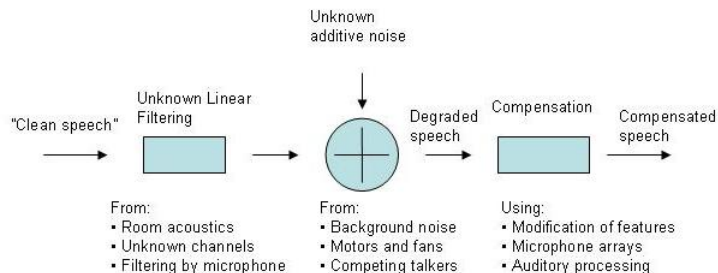 Unknown
additive noise
"Clean speech"
Unknown Linear
Filtering
Degraded
speech
Compensation
Compensated
speech
From:
▪ Room acoustics
▪ Unknown channels
▪ Filtering by microphone
From:
▪ Background noise
▪ Motors and fans
▪ Competing talkers
Using:
▪ Modification of features
▪ Microphone arrays
▪ Auditory processing